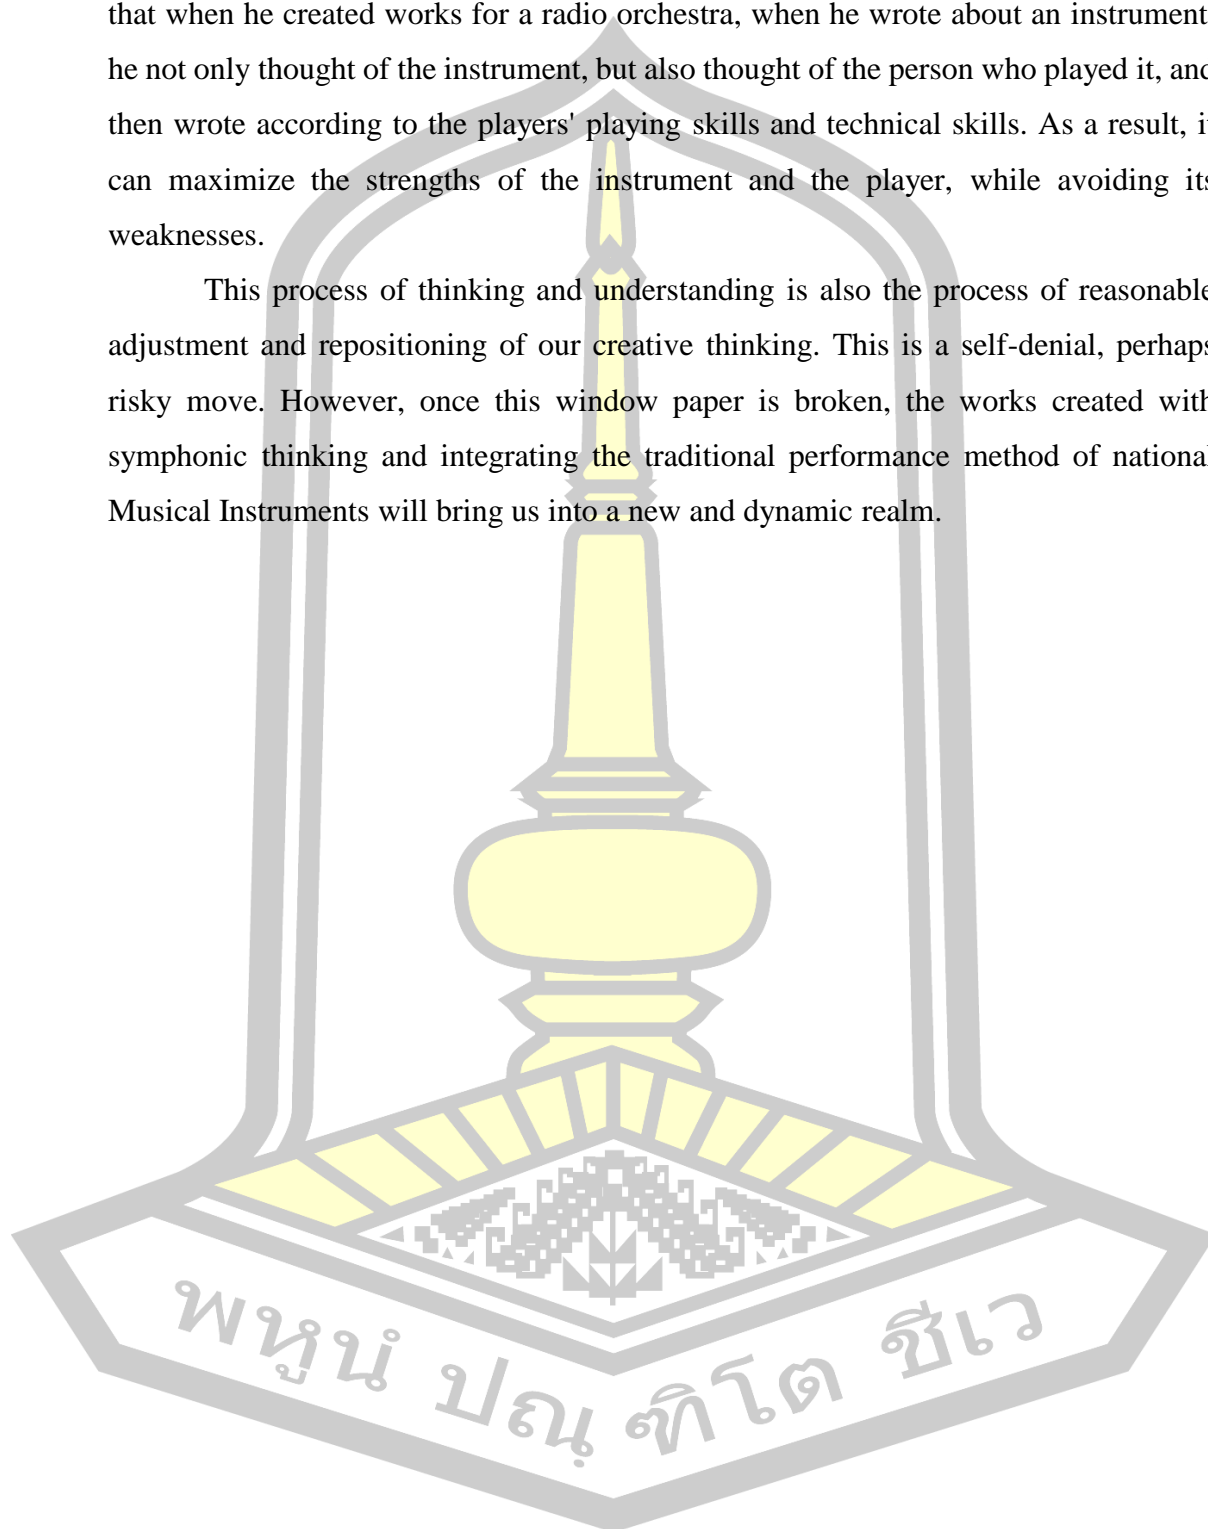 that when he created works for a radio orchestra, when he wrote about an instrument
he not only thought of the instrument, but also thought of the person who played it, and
then wrote according to the players' playing skills and technical skills. As a result, it
can maximize the strengths of the instrument and the player, while avoiding its
weaknesses.
This process of thinking and understanding is also the process of reasonable
adjustment and repositioning of our creative thinking. This is a self-denial, perhaps
risky move. However, once this window paper is broken, the works created with
symphonic thinking and integrating the traditional performance method of national
Musical Instruments will bring us into a new and dynamic realm.
พหูนํ ปณฺ ฑิโต ชีเว